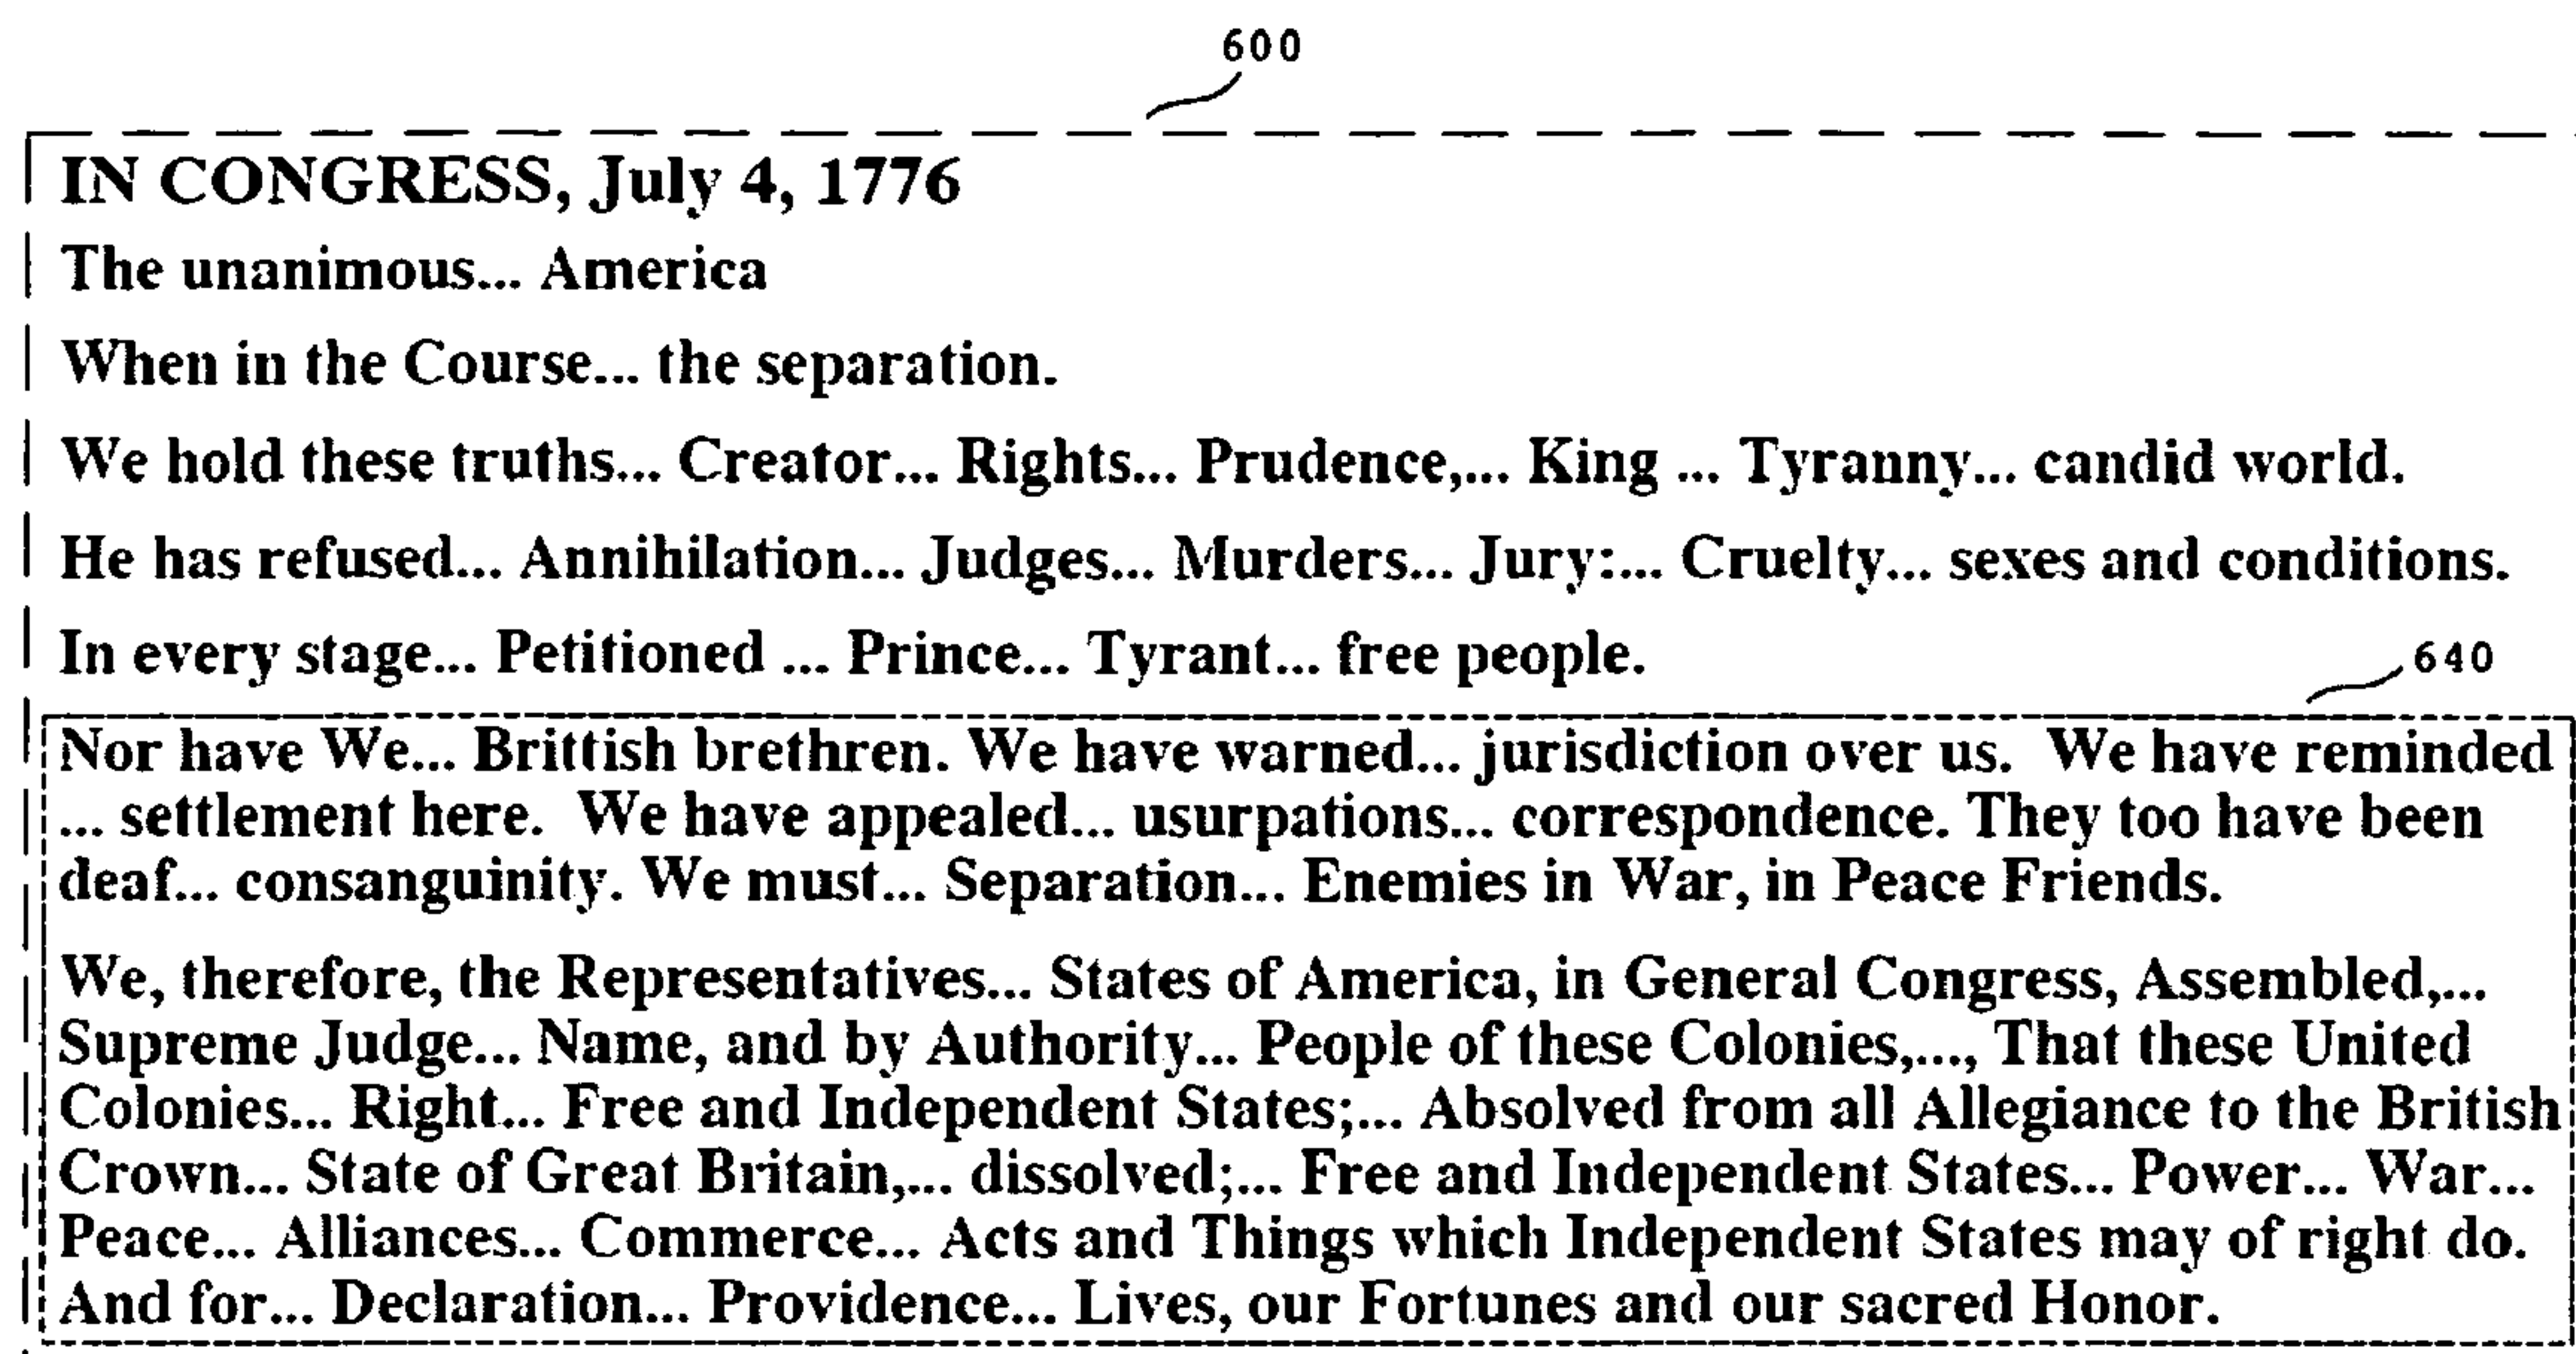 600
IN CONGRESS, July 4, 1776
The unanimous... America
When in the Course... the separation.
We hold these truths... Creator... Rights... Prudence,... King ... Tyranny... candid world.
He has refused... Annihilation... Judges... Murders... Jury:... Cruelty... sexes and conditions.
In every stage... Petitioned ... Prince... Tyrant... free people.
640
Nor have We... Brittish brethren. We have warned... jurisdiction over us. We have reminded
... settlement here. We have appealed... usurpations... correspondence. They too have been
deaf... consanguinity. We must... Separation... Enemies in War, in Peace Friends.
We, therefore, the Representatives... States of America, in General Congress, Assembled,...
Supreme Judge... Name, and by Authority... People of these Colonies,..., That these United
Colonies... Right... Free and Independent States;... Absolved from all Allegiance to the British
Crown... State of Great Britain,... dissolved;... Free and Independent States... Power... War...
Peace... Alliances... Commerce... Acts and Things which Independent States may of right do.
And for... Declaration... Providence... Lives, our Fortunes and our sacred Honor.